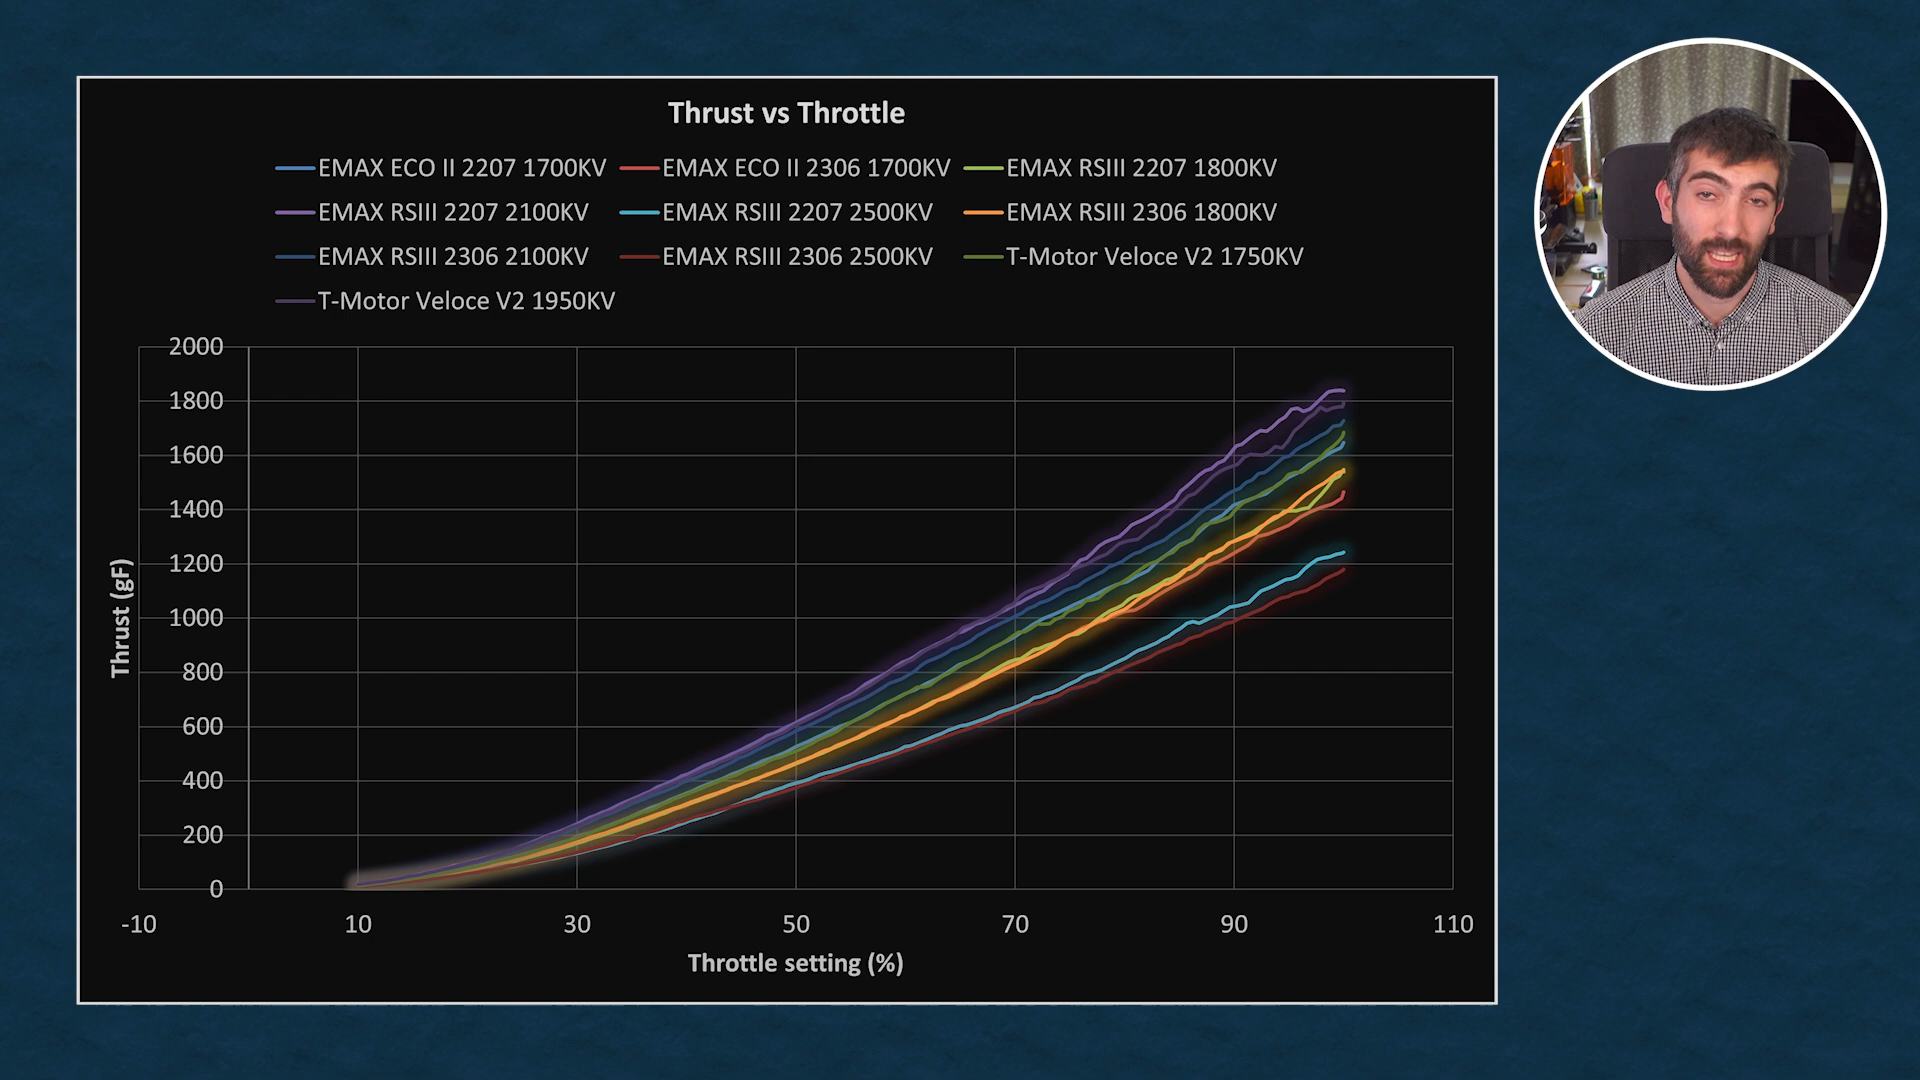 Thrust vs Throttle
EMAX ECO II 2207 1700KV EMAX ECO II 2306 1700KV EMAX RSIII 2207 1800KV
EMAX RSIII 2207 2100KV EMAX RSIII 2207 2500KV EMAX RSIII 2306 1800KV
EMAX RSIII 2306 2100KV EMAX RSIII 2306 2500KV T-Motor Veloce V2 1750KV
T-Motor Veloce V2 1950KV
2000
1800
1600
1400
1200
1000
800
600
400
200
0
Thrust (gF)
-10 10 30 50 70 90 110
Throttle setting (%)